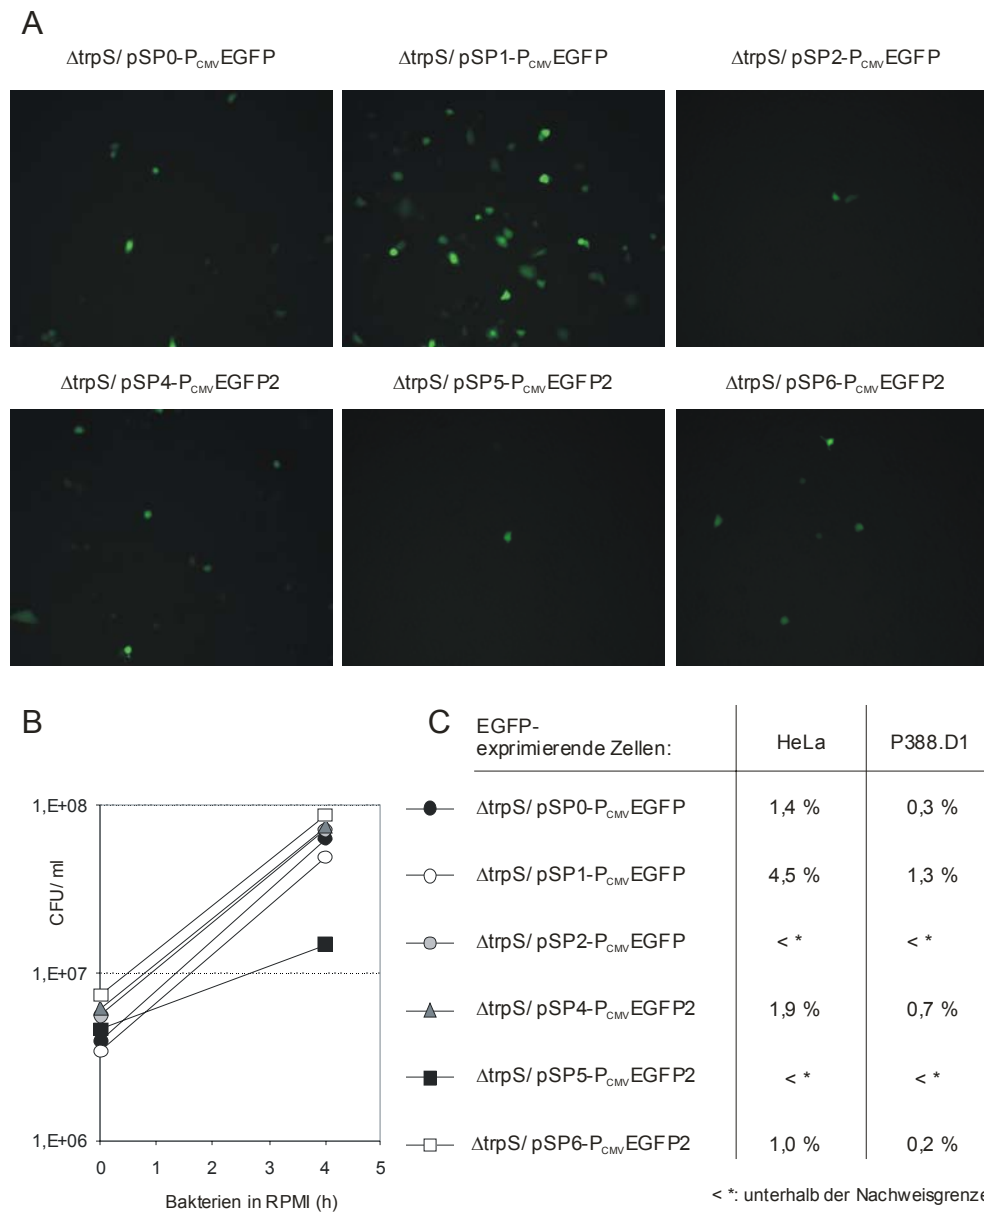 A
ΔtrpS/ pSP0-PCMVEGFP ΔtrpS/ pSP1-PCMVEGFP ΔtrpS/ pSP2-PCMVEGFP
ΔtrpS/ pSP4-PCMVEGFP2 ΔtrpS/ pSP5-PCMVEGFP2 ΔtrpS/ pSP6-PCMVEGFP2
B
1,E+08
1,E+07
1,E+06
CFU/ ml
0 1 2 3 4 5
Bakterien in RPMI (h)
C
EGFP-
exprimierende Zellen: HeLa P388.D1
ΔtrpS/ pSP0-PCMVEGFP 1,4 % 0,3 %
ΔtrpS/ pSP1-PCMVEGFP 4,5 % 1,3 %
ΔtrpS/ pSP2-PCMVEGFP < * < *
ΔtrpS/ pSP4-PCMVEGFP2 1,9 % 0,7 %
ΔtrpS/ pSP5-PCMVEGFP2 < * < *
ΔtrpS/ pSP6-PCMVEGFP2 1,0 % 0,2 %
< *: unterhalb der Nachweisgrenze